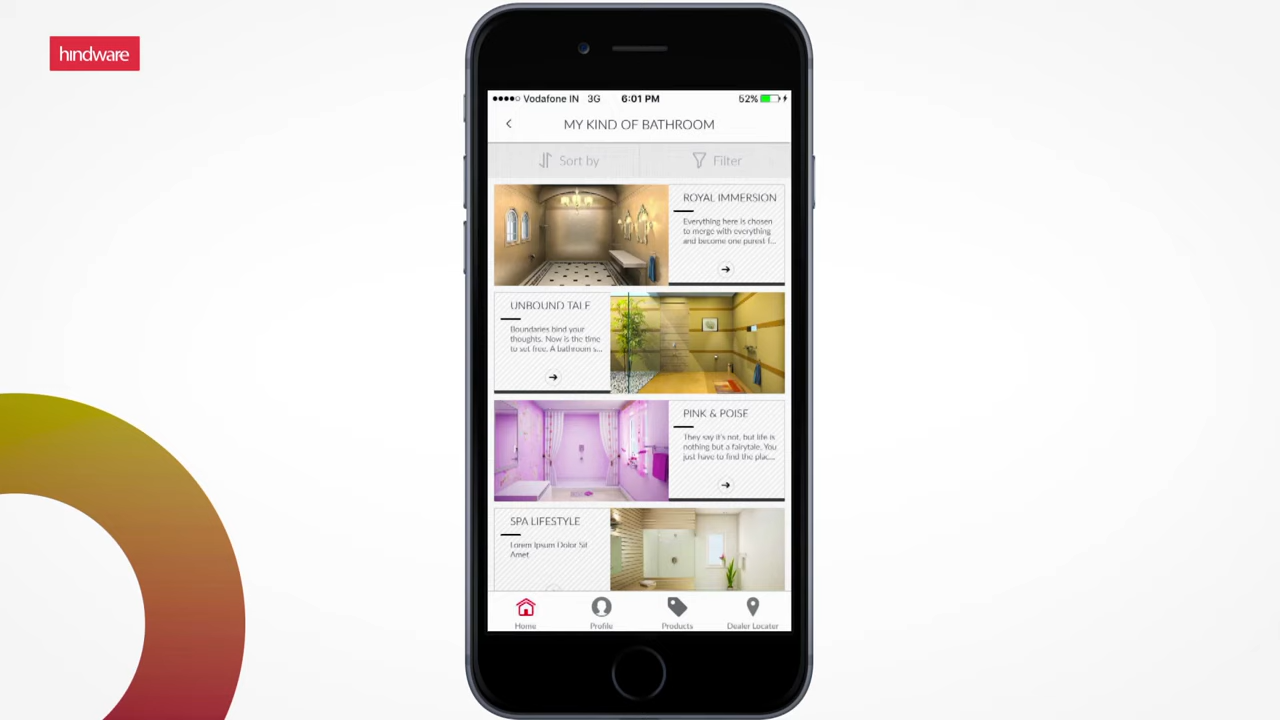 hindware
Vodafone IN 3G 6:01 PM 52%
MY KIND OF BATHROOM
Sort by Filter
ROYAL IMMERSION
Everything here is chosen
to merge with everything
and become one purest f...
UNBOUND TALE
Boundaries bind your
thoughts. Now is the time
to set free. A bathroom s...
PINK & POISE
They say it's not, but life is
nothing but a fairytale. You
just have to find the plac...
SPA LIFESTYLE
Lorem Ipsum Dolor Sit
Amet
Home Profile Products Dealer Locater